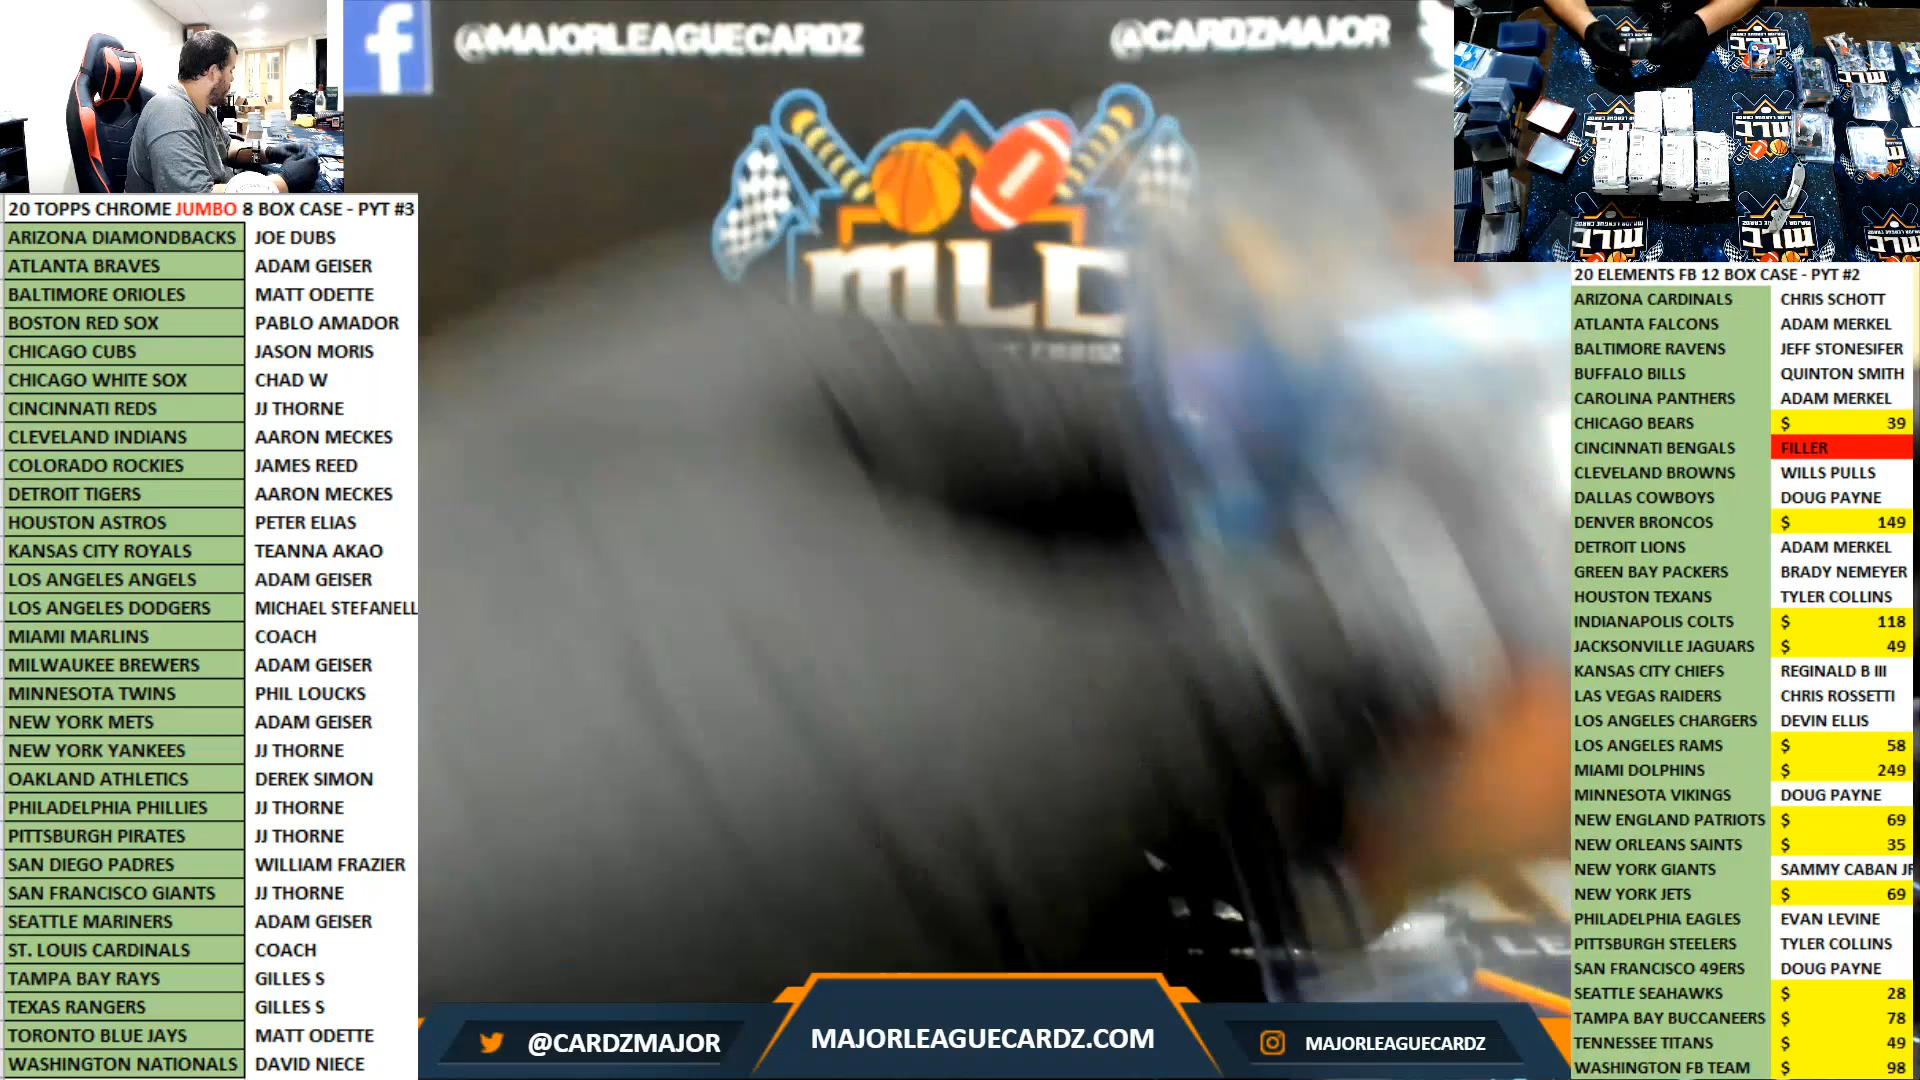 @MAJORLEAGUECARDZ
@CARDZMAJOR
MLC
20 TOPPS CHROME JUMBO 8 BOX CASE - PYT #3
ARIZONA DIAMONDBACKS JOE DUBS
ATLANTA BRAVES ADAM GEISER
BALTIMORE ORIOLES MATT ODETTE
BOSTON RED SOX PABLO AMADOR
CHICAGO CUBS JASON MORIS
CHICAGO WHITE SOX CHAD W
CINCINNATI REDS JJ THORNE
CLEVELAND INDIANS AARON MECKES
COLORADO ROCKIES JAMES REED
DETROIT TIGERS AARON MECKES
HOUSTON ASTROS PETER ELIAS
KANSAS CITY ROYALS TEANNA AKAO
LOS ANGELES ANGELS ADAM GEISER
LOS ANGELES DODGERS MICHAEL STEFANELL
MIAMI MARLINS COACH
MILWAUKEE BREWERS ADAM GEISER
MINNESOTA TWINS PHIL LOUCKS
NEW YORK METS ADAM GEISER
NEW YORK YANKEES JJ THORNE
OAKLAND ATHLETICS DEREK SIMON
PHILADELPHIA PHILLIES JJ THORNE
PITTSBURGH PIRATES JJ THORNE
SAN DIEGO PADRES WILLIAM FRAZIER
SAN FRANCISCO GIANTS JJ THORNE
SEATTLE MARINERS ADAM GEISER
ST. LOUIS CARDINALS COACH
TAMPA BAY RAYS GILLES S
TEXAS RANGERS GILLES S
TORONTO BLUE JAYS MATT ODETTE
WASHINGTON NATIONALS DAVID NIECE
20 ELEMENTS FB 12 BOX CASE - PYT #2
ARIZONA CARDINALS CHRIS SCHOTT
ATLANTA FALCONS ADAM MERKEL
BALTIMORE RAVENS JEFF STONESIFER
BUFFALO BILLS QUINTON SMITH
CAROLINA PANTHERS ADAM MERKEL
CHICAGO BEARS $ 39
CINCINNATI BENGALS FILLER
CLEVELAND BROWNS WILLS PULLS
DALLAS COWBOYS DOUG PAYNE
DENVER BRONCOS $ 149
DETROIT LIONS ADAM MERKEL
GREEN BAY PACKERS BRADY NEMEYER
HOUSTON TEXANS TYLER COLLINS
INDIANAPOLIS COLTS $ 118
JACKSONVILLE JAGUARS $ 49
KANSAS CITY CHIEFS REGINALD B III
LAS VEGAS RAIDERS CHRIS ROSSETTI
LOS ANGELES CHARGERS DEVIN ELLIS
LOS ANGELES RAMS $ 58
MIAMI DOLPHINS $ 249
MINNESOTA VIKINGS DOUG PAYNE
NEW ENGLAND PATRIOTS $ 69
NEW ORLEANS SAINTS $ 35
NEW YORK GIANTS SAMMY CABAN JR
NEW YORK JETS $ 69
PHILADELPHIA EAGLES EVAN LEVINE
PITTSBURGH STEELERS TYLER COLLINS
SAN FRANCISCO 49ERS DOUG PAYNE
SEATTLE SEAHAWKS $ 28
TAMPA BAY BUCCANEERS $ 78
TENNESSEE TITANS $ 49
WASHINGTON FB TEAM $ 98
@CARDZMAJOR
MAJORLEAGUECARDZ.COM
MAJORLEAGUECARDZ